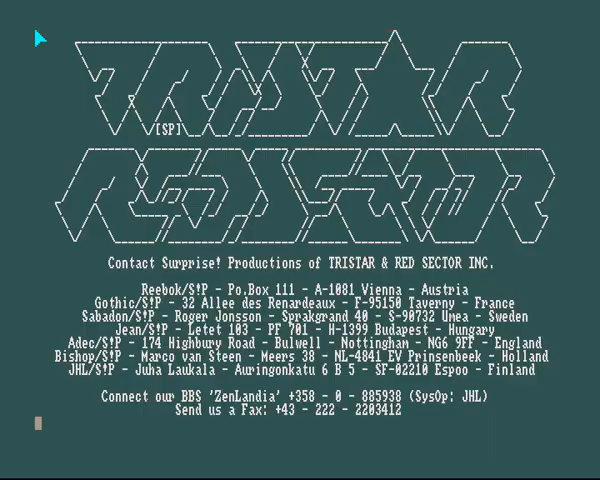 TRISTAR
[SP]
REDSECTOR
Contact Surprise! Productions of TRISTAR & RED SECTOR INC.
Reebok/S!P - Po.Box 111 - A-1081 Vienna - Austria
Gothic/S!P - 32 Allee des Renardeaux - F-95150 Taverny - France
Sabadon/S!P - Roger Jonsson - Sprakgrand 40 - S-90732 Umea - Sweden
Jean/S!P - Letet 103 - PF 701 - H-1399 Budapest - Hungary
Adec/S!P - 174 Highbury Road - Bulwell - Nottingham - NG6 9FF - England
Bishop/S!P - Marco van Steen - Meers 38 - NL-4841 EV Prinsenbeek - Holland
JHL/S!P - Juha Laukala - Auringonkatu 6 B 5 - SF-02210 Espoo - Finland
Connect our BBS 'ZenLandia' +358 - 0 - 885938 (SysOp: JHL)
Send us a Fax: +43 - 222 - 2203412